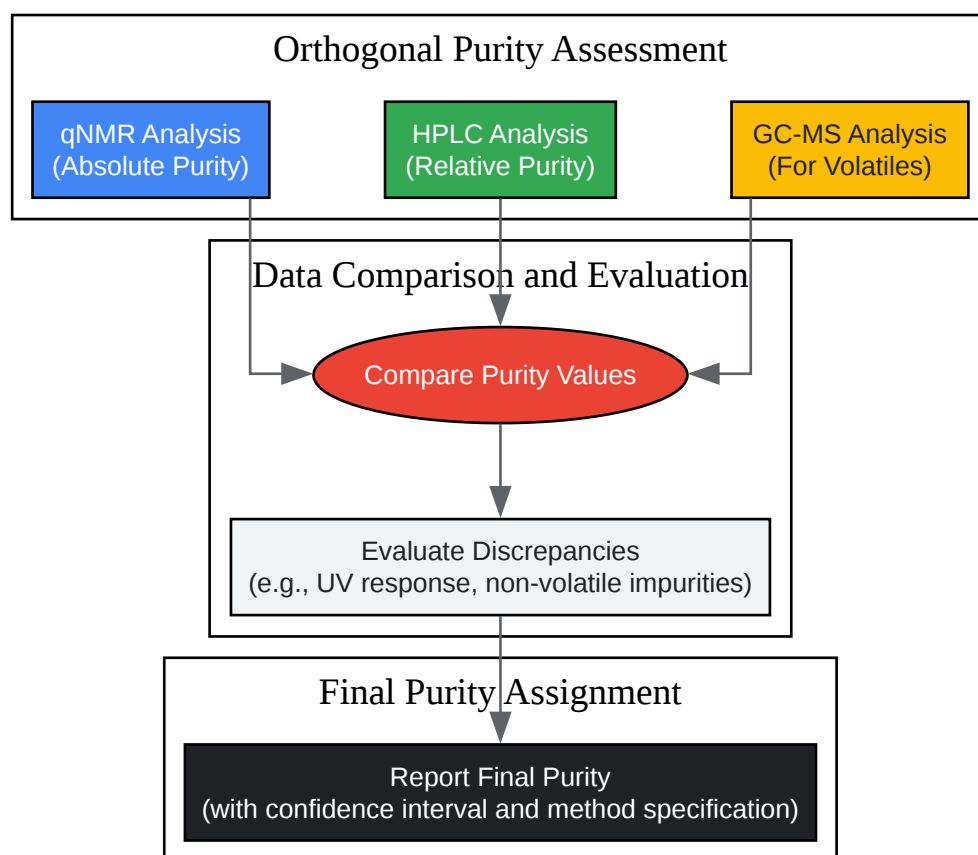 Orthogonal Purity Assessment
qNMR Analysis
(Absolute Purity)
HPLC Analysis
(Relative Purity)
GC-MS Analysis
(For Volatiles)
Data Comparison and Evaluation
Compare Purity Values
Evaluate Discrepancies
(e.g., UV response, non-volatile impurities)
Final Purity Assignment
Report Final Purity
(with confidence interval and method specification)